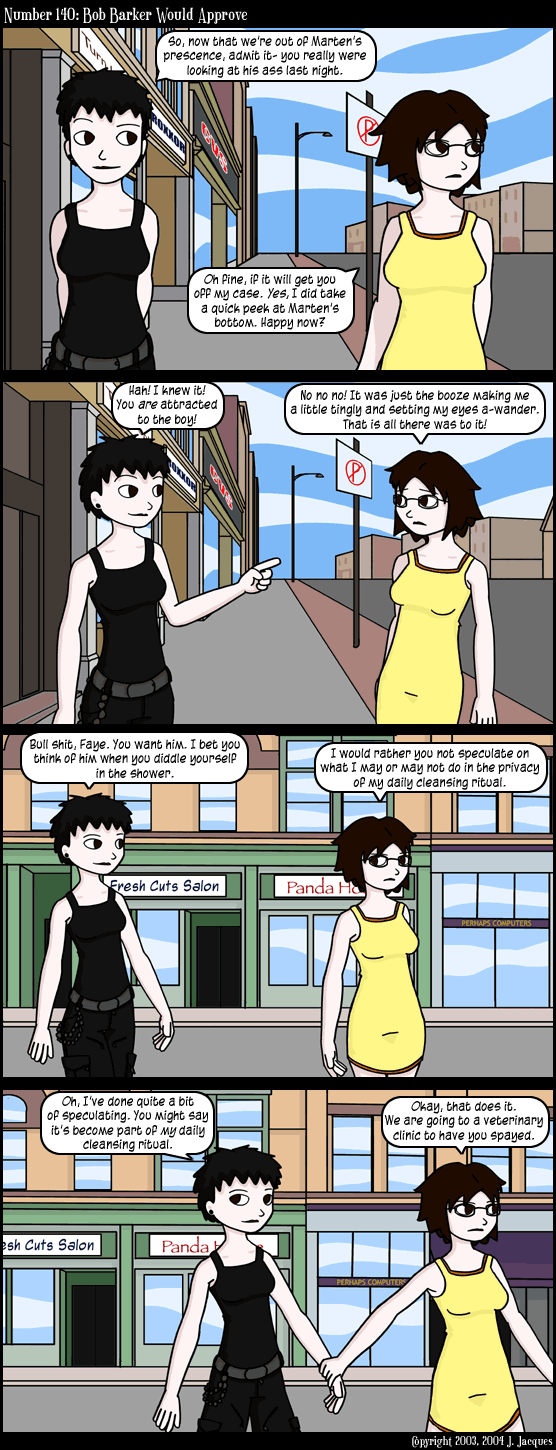 Number 140: Bob Barker Would Approve
So, now that we're out of Marten's
prescence, admit it- you really were
looking at his ass last night.
ROXXOR
CVS
P
Oh fine, if it will get you
off my case. Yes, I did take
a quick peek at Marten's
bottom. Happy now?
Hah! I knew it!
You are attracted
to the boy!
No no no! It was just the booze making me
a little tingly and setting my eyes a-wander.
That is all there was to it!
ROXXOR
CVS
P
Bull shit, Faye. You want him. I bet you
think of him when you diddle yourself
in the shower.
I would rather you not speculate on
what I may or may not do in the privacy
of my daily cleansing ritual.
Fresh Cuts Salon
Panda Ho
PERHAPS COMPUTERS
Oh, I've done quite a bit
of speculating. You might say
it's become part of my daily
cleansing ritual.
Okay, that does it.
We are going to a veterinary
clinic to have you spayed.
esh Cuts Salon
Panda H
PERHAPS COMPUTERS
Copyright 2003, 2004 J. Jacques